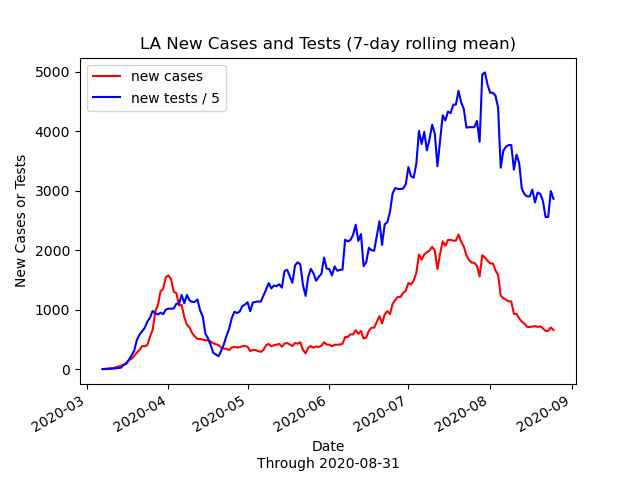 LA New Cases and Tests (7-day rolling mean)
new cases
new tests / 5
New Cases or Tests
5000
4000
3000
2000
1000
0
2020-03
2020-04
2020-05
2020-06
2020-07
2020-08
2020-09
Date
Through 2020-08-31